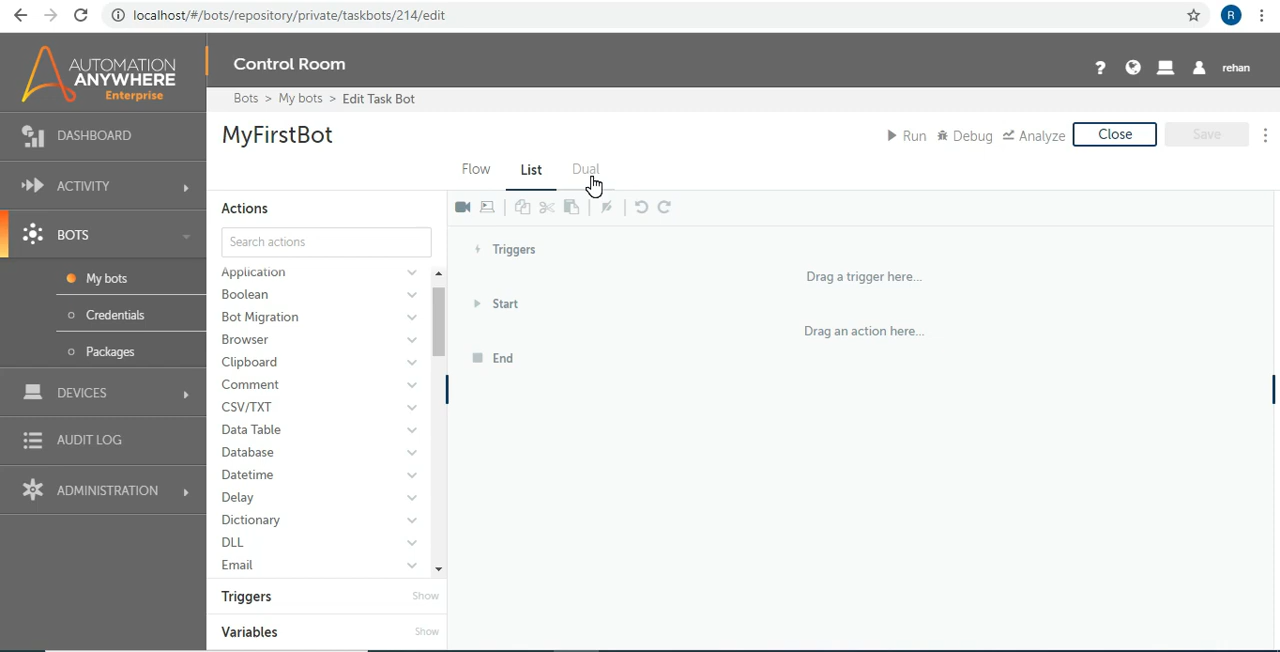 localhost/#/bots/repository/private/taskbots/214/edit
R
AUTOMATION
ANYWHERE
Enterprise
Control Room
? rehan
Bots > My bots > Edit Task Bot
DASHBOARD
MyFirstBot
Run Debug Analyze Close Save
Flow List Dual
ACTIVITY
BOTS
My bots
Credentials
Packages
DEVICES
AUDIT LOG
ADMINISTRATION
Actions
Search actions
Application
Boolean
Bot Migration
Browser
Clipboard
Comment
CSV/TXT
Data Table
Database
Datetime
Delay
Dictionary
DLL
Email
Triggers Show
Variables Show
Triggers
Drag a trigger here...
Start
Drag an action here...
End